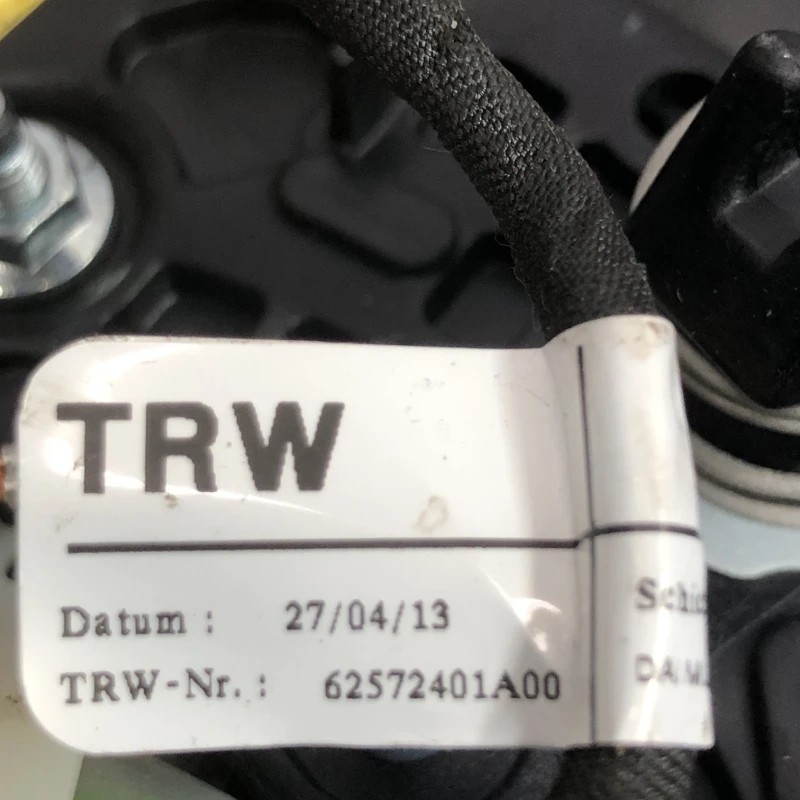 TRW
Datum : 27/04/13
TRW-Nr. : 62572401A00